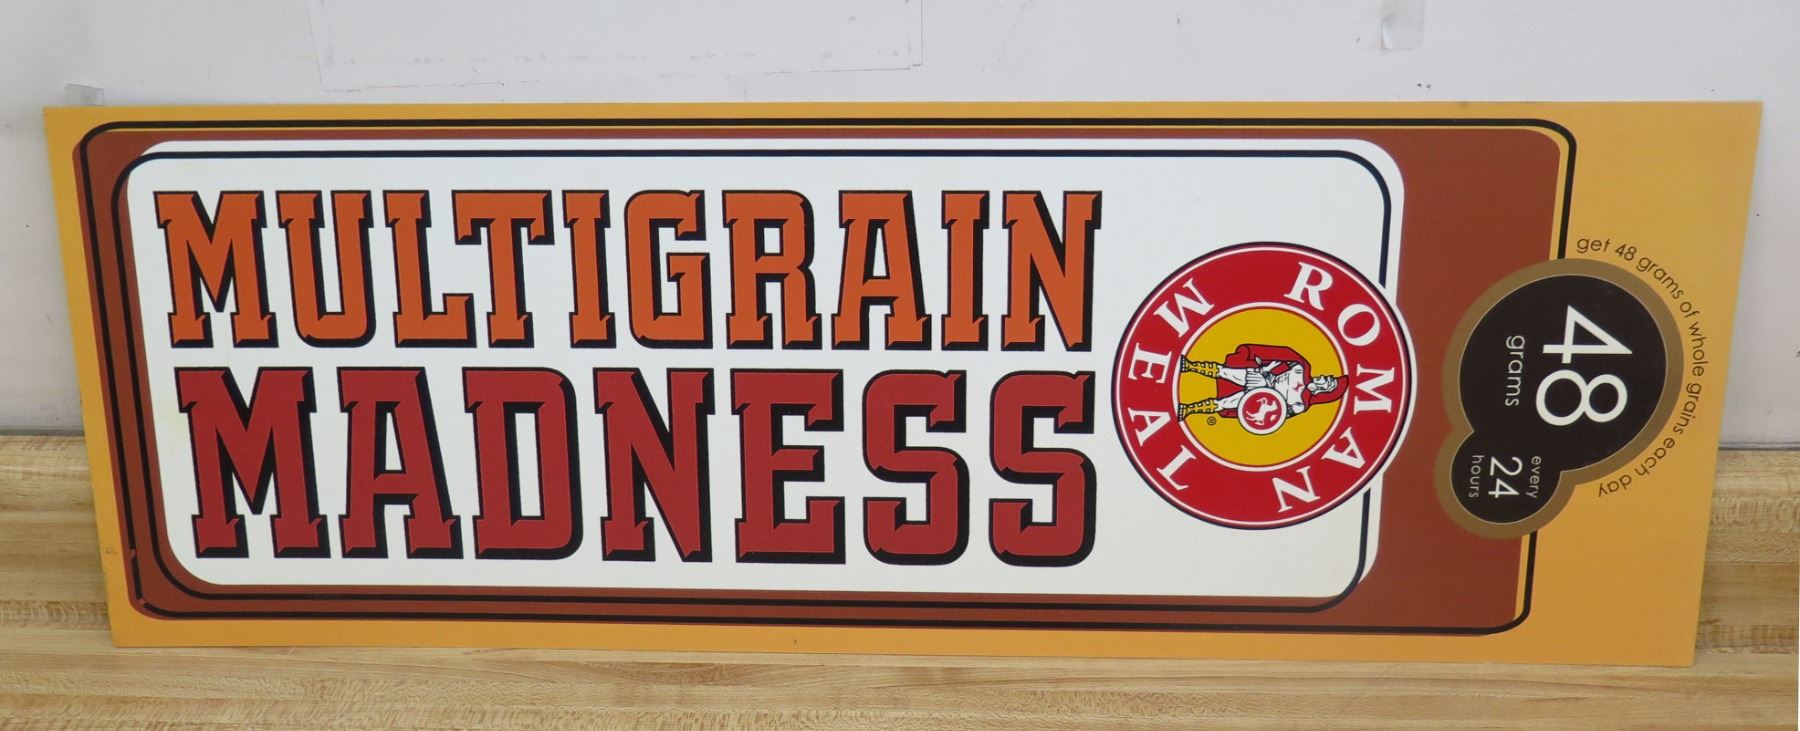 MULTIGRAIN
MADNESS
ROMAN
MEAL
®
get 48 grams of whole grains each day
48
grams
every
24
hours